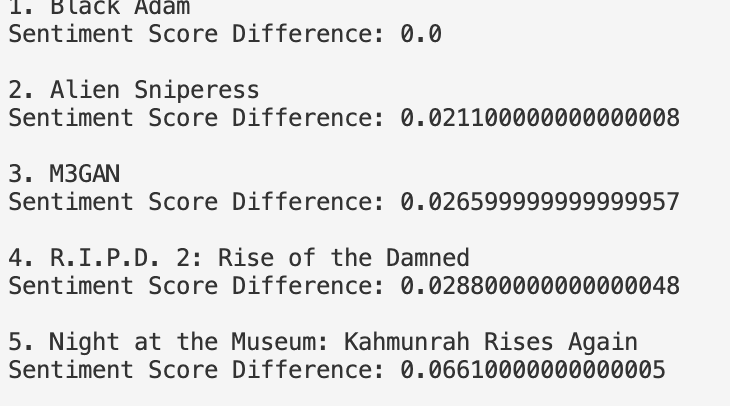 1. Black Adam
Sentiment Score Difference: 0.0
2. Alien Sniperess
Sentiment Score Difference: 0.021100000000000008
3. M3GAN
Sentiment Score Difference: 0.026599999999999957
4. R.I.P.D. 2: Rise of the Damned
Sentiment Score Difference: 0.028800000000000048
5. Night at the Museum: Kahmunrah Rises Again
Sentiment Score Difference: 0.06610000000000005